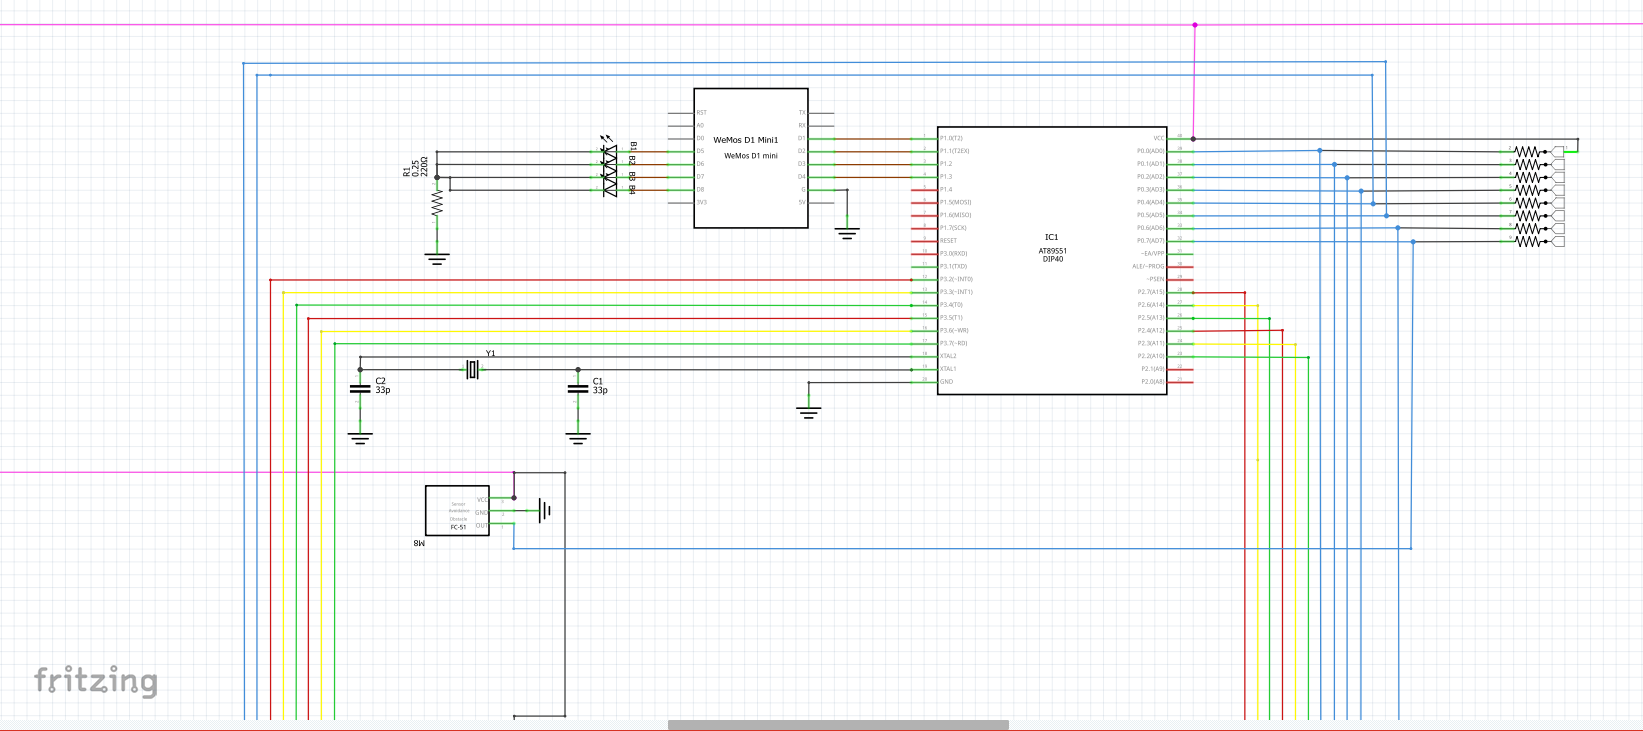 WeMos D1 Mini1
WeMos D1 mini
RST
A0
D0
D5
D6
D7
D8
3V3
TX
RX
D1
D2
D3
D4
G
5V
R1
0.25
220Ω
B1
B2
B3
B4
IC1
AT89S51
DIP40
P1.0(T2)
P1.1(T2EX)
P1.2
P1.3
P1.4
P1.5(MOSI)
P1.6(MISO)
P1.7(SCK)
RESET
P3.0(RXD)
P3.1(TXD)
P3.2(~INT0)
P3.3(~INT1)
P3.4(T0)
P3.5(T1)
P3.6(~WR)
P3.7(~RD)
XTAL2
XTAL1
GND
VCC
P0.0(AD0)
P0.1(AD1)
P0.2(AD2)
P0.3(AD3)
P0.4(AD4)
P0.5(AD5)
P0.6(AD6)
P0.7(AD7)
~EA/VPP
ALE/~PROG
~PSEN
P2.7(A15)
P2.6(A14)
P2.5(A13)
P2.4(A12)
P2.3(A11)
P2.2(A10)
P2.1(A9)
P2.0(A8)
Y1
C2
33p
C1
33p
Sensor
Avoidance
Obstacle
FC-51
VCC
GND
OUT
M8
fritzing